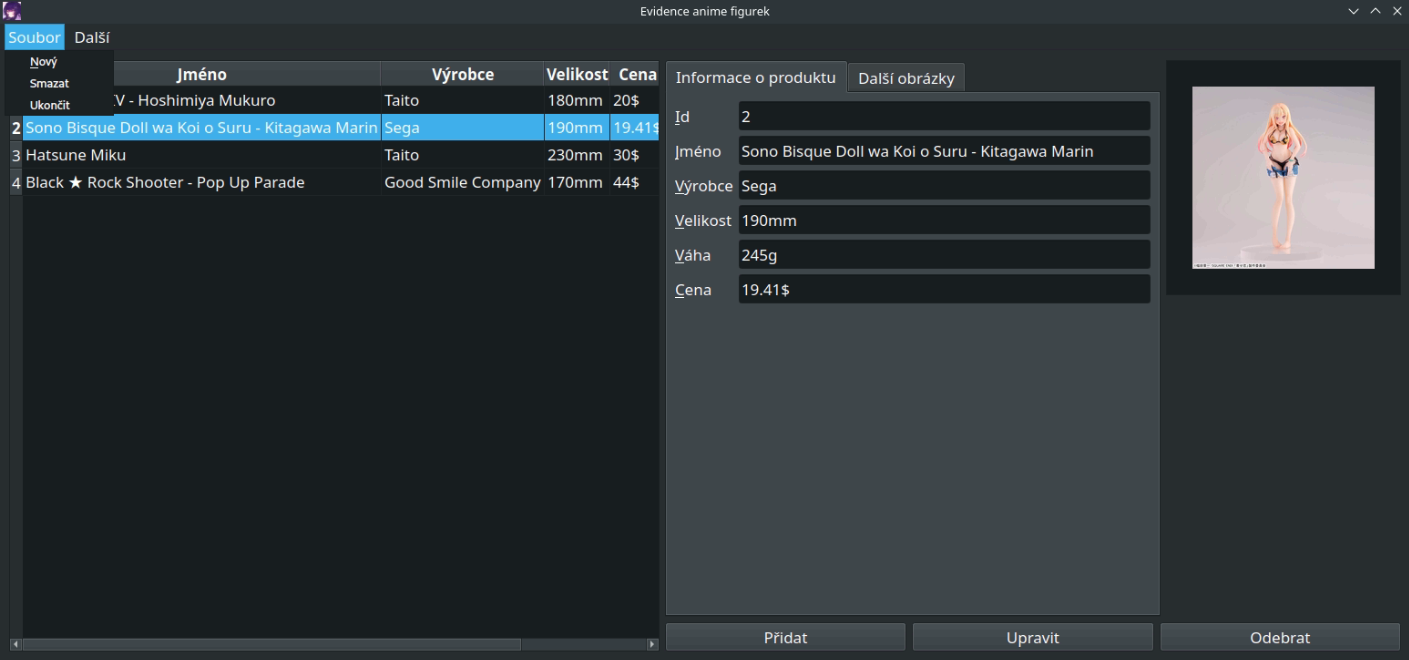 Evidence anime figurek
Soubor Další
Nový
Smazat
Ukončit
Jméno Výrobce Velikost Cena
V - Hoshimiya Mukuro Taito 180mm 20$
2 Sono Bisque Doll wa Koi o Suru - Kitagawa Marin Sega 190mm 19.41$
3 Hatsune Miku Taito 230mm 30$
4 Black ★ Rock Shooter - Pop Up Parade Good Smile Company 170mm 44$
Informace o produktu Další obrázky
Id 2
Jméno Sono Bisque Doll wa Koi o Suru - Kitagawa Marin
Výrobce Sega
Velikost 190mm
Váha 245g
Cena 19.41$
Přidat Upravit Odebrat